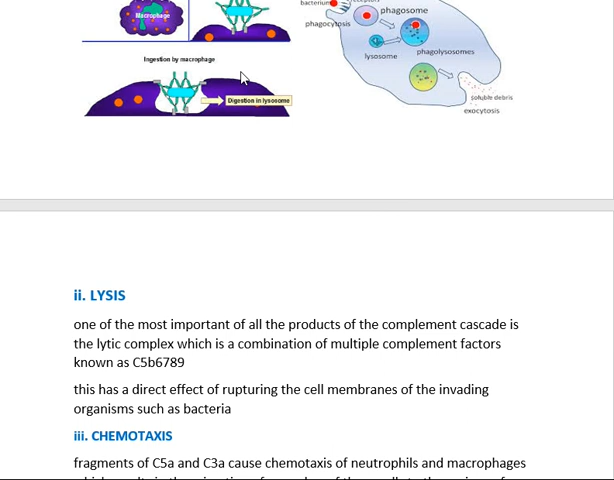 bacterium
phagosome
phagocytosis
lysosome
phagolysosomes
soluble debris
exocytosis
Macrophage
Ingestion by macrophage
Digestion in lysosome
ii. LYSIS
one of the most important of all the products of the complement cascade is
the lytic complex which is a combination of multiple complement factors
known as C5b6789
this has a direct effect of rupturing the cell membranes of the invading
organisms such as bacteria
iii. CHEMOTAXIS
fragments of C5a and C3a cause chemotaxis of neutrophils and macrophages